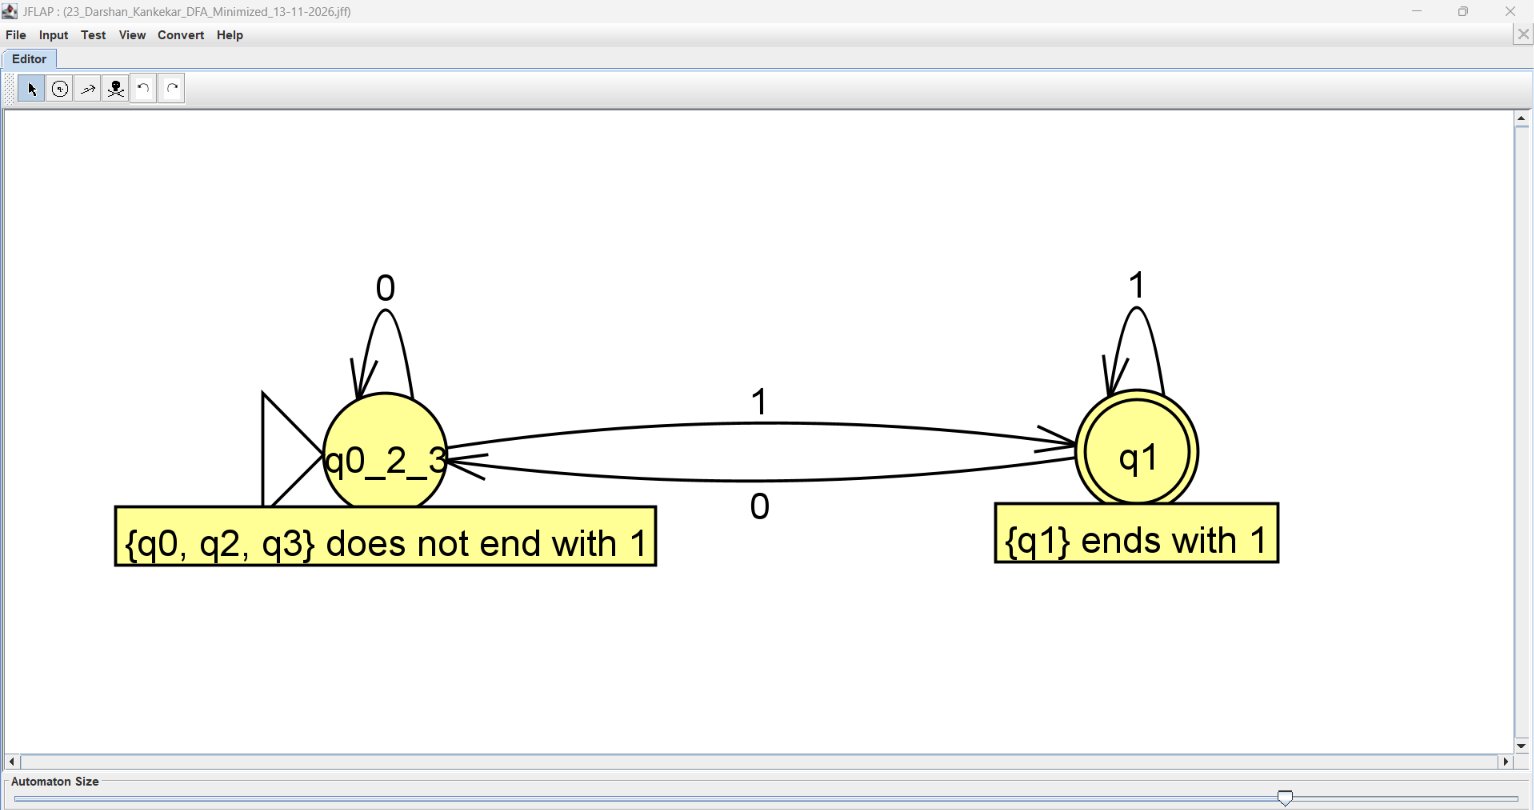 JFLAP : (23_Darshan_Kankekar_DFA_Minimized_13-11-2026.jff)
File Input Test View Convert Help
Editor
0
1
1
q0_2_3
q1
0
{q0, q2, q3} does not end with 1
{q1} ends with 1
Automaton Size